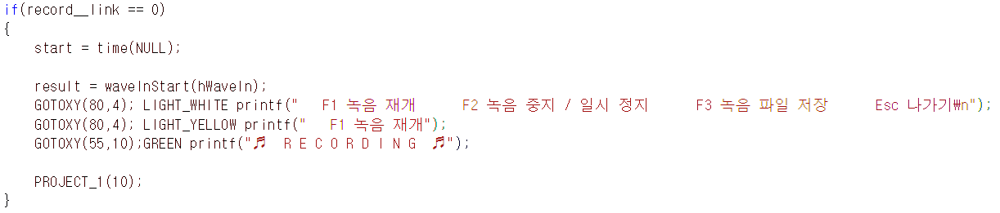 if(record__link == 0)
{
    start = time(NULL);

    result = waveInStart(hWaveIn);
    GOTOXY(80,4); LIGHT_WHITE printf("   F1 녹음 재개      F2 녹음 중지 / 일시 정지      F3 녹음 파일 저장      Esc 나가기₩n");
    GOTOXY(80,4); LIGHT_YELLOW printf("   F1 녹음 재개");
    GOTOXY(55,10);GREEN printf("♬  R E C O R D I N G  ♬");

    PROJECT_1(10);
}